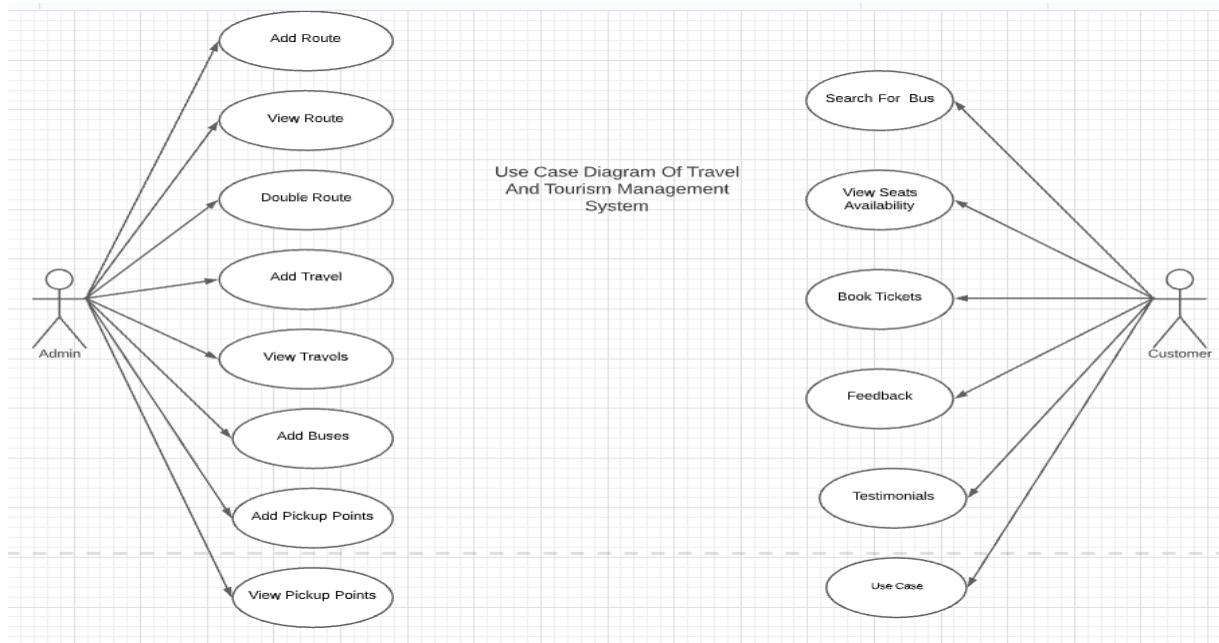 Add Route
View Route
Double Route
Add Travel
View Travels
Add Buses
Add Pickup Points
View Pickup Points
Admin
Use Case Diagram Of Travel
And Tourism Management
System
Search For Bus
View Seats
Availability
Book Tickets
Feedback
Testimonials
Use Case
Customer